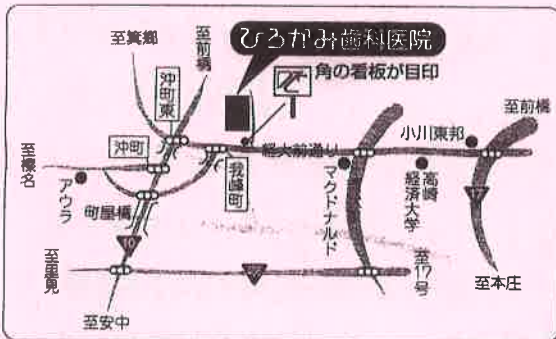 ひろかみ歯科医院
角の看板が目印
至箕郷
至前橋
沖町東
沖町
至榛名
アウラ
町屋橋
我峰町
経大前通り
マクドナルド
高崎経済大学
小川東邦
至前橋
至里見
至安中
10
至17号
至本庄